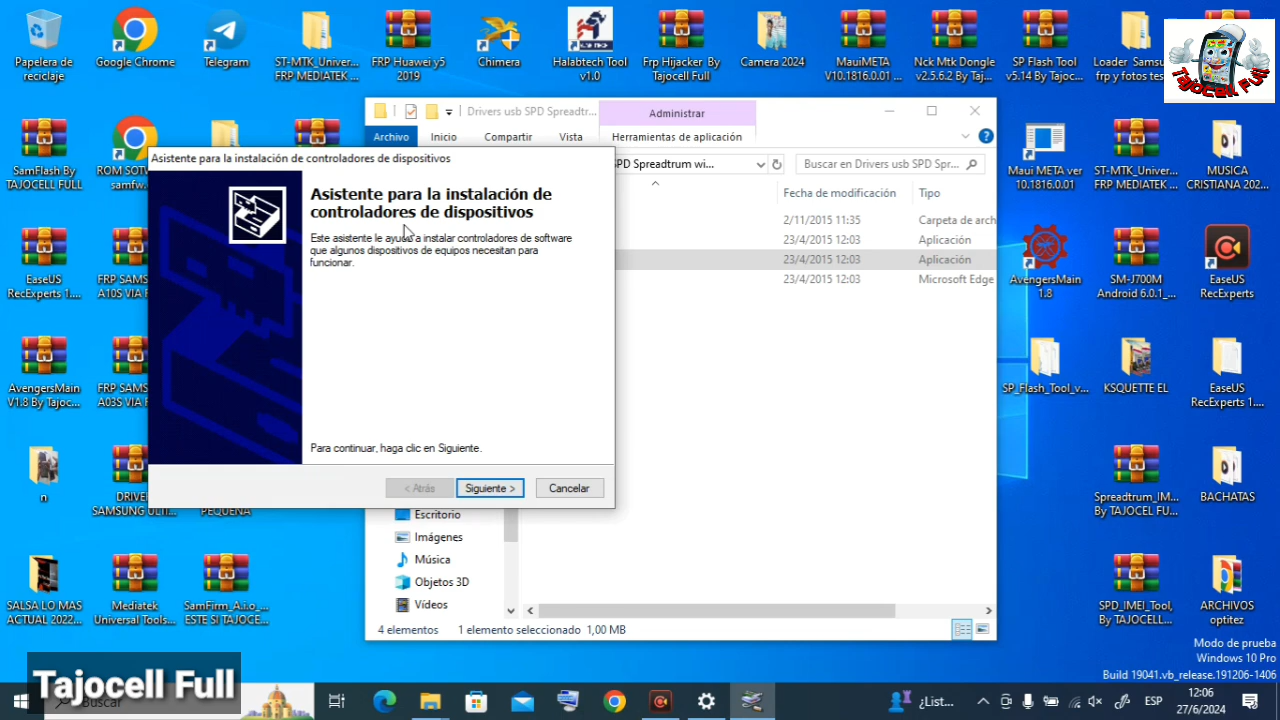 Papelera de
reciclaje
Google Chrome
Telegram
ST-MTK_Univer...
FRP MEDIATEK ...
FRP Huawei y5
2019
Chimera
Halabtech Tool
v1.0
Frp Hijacker By
Tajocell Full
Camera 2024
MauiMETA
V10.1816.0.01 ...
Nck Mtk Dongle
v2.5.6.2 By Taj...
SP Flash Tool
v5.14 By Tajoc...
Loader Samsu
frp y fotos tes
Tajocell Full
Drivers usb SPD Spreadtr...
Administrar
Archivo
Inicio
Compartir
Vista
Herramientas de aplicación
SPD Spreadtrum wi...
Buscar en Drivers usb SPD Spr...
Fecha de modificación
Tipo
2/11/2015 11:35
Carpeta de arch
23/4/2015 12:03
Aplicación
23/4/2015 12:03
Aplicación
23/4/2015 12:03
Microsoft Edge
Asistente para la instalación de controladores de dispositivos
Asistente para la instalación de
controladores de dispositivos
Este asistente le ayuda a instalar controladores de software
que algunos dispositivos de equipos necesitan para
funcionar.
Para continuar, haga clic en Siguiente.
< Atrás
Siguiente >
Cancelar
Escritorio
Imágenes
Música
Objetos 3D
Vídeos
4 elementos
1 elemento seleccionado 1,00 MB
SamFlash By
TAJOCELL FULL
ROM SOTW
samfw.
Maui META ver
10.1816.0.01
ST-MTK_Univer...
FRP MEDIATEK ...
MUSICA
CRISTIANA 202...
EaseUS
RecExperts 1....
FRP SAMS
A10S VIA F
AvengersMain
1.8
SM-J700M
Android 6.0.1_...
EaseUS
RecExperts
AvengersMain
V1.8 By Tajoc...
FRP SAMS
A03S VIA F
SP_Flash_Tool_v...
KSQUETTE EL
EaseUS
RecExperts 1....
n
DRIVE
SAMSUNG ULTI...
PEQUEÑA
Spreadtrum_IM...
By TAJOCEL FU...
BACHATAS
SALSA LO MAS
ACTUAL 2022...
Mediatek
Universal Tools...
SamFirm_A.i.o_...
ESTE SI TAJOCE...
SPD_IMEI_Tool,
By TAJOCELL...
ARCHIVOS
optitez
Modo de prueba
Windows 10 Pro
Build 19041.vb_release.191206-1406
Tajocell Full
Buscar
¿List...
ESP
12:06
27/6/2024